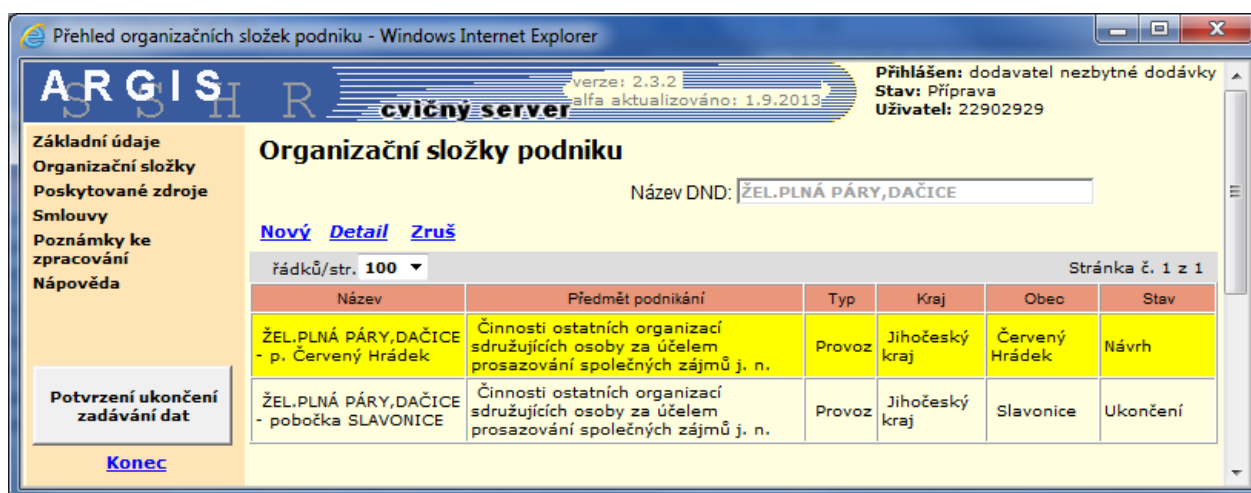 Přehled organizačních složek podniku - Windows Internet Explorer
ARGIS
SSHR
cvičný server
verze: 2.3.2
alfa aktualizováno: 1.9.2013
Přihlášen: dodavatel nezbytné dodávky
Stav: Příprava
Uživatel: 22902929
Základní údaje
Organizační složky
Poskytované zdroje
Smlouvy
Poznámky ke
zpracování
Nápověda
Potvrzení ukončení
zadávání dat
Konec
Organizační složky podniku
Název DND: ŽEL.PLNÁ PÁRY,DAČICE
Nový Detail Zruš
řádků/str. 100 Stránka č. 1 z 1
Název Předmět podnikání Typ Kraj Obec Stav
ŽEL.PLNÁ PÁRY,DAČICE
- p. Červený Hrádek
Činnosti ostatních organizací
sdružujících osoby za účelem
prosazování společných zájmů j. n.
Provoz
Jihočeský
kraj
Červený
Hrádek
Návrh
ŽEL.PLNÁ PÁRY,DAČICE
- pobočka SLAVONICE
Činnosti ostatních organizací
sdružujících osoby za účelem
prosazování společných zájmů j. n.
Provoz
Jihočeský
kraj
Slavonice
Ukončení